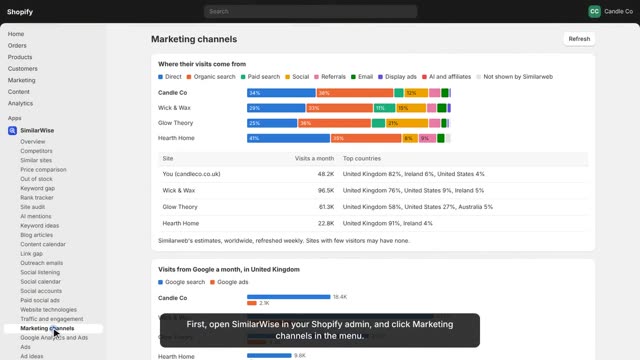 Shopify
Search
CC Candle Co
Home
Orders
Products
Customers
Marketing
Content
Analytics
Apps
SimilarWise
Overview
Competitors
Similar sites
Price comparison
Out of stock
Keyword gap
Rank tracker
Site audit
AI mentions
Keyword ideas
Blog articles
Content calendar
Link gap
Outreach emails
Social listening
Social calendar
Social accounts
Paid social ads
Website technologies
Traffic and engagement
Marketing channels
Google Analytics and Ads
Ads
Ad ideas
Marketing channels
Refresh
Where their visits come from
Direct Organic search Paid search Social Referrals Email Display ads AI and affiliates Not shown by Similarweb
Candle Co 34% 38% 12%
Wick & Wax 29% 33% 11% 15%
Glow Theory 25% 36% 21%
Hearth Home 41% 35% 8% 9%
Site Visits a month Top countries
You (candleco.co.uk) 48.2K United Kingdom 82%, Ireland 6%, United States 4%
Wick & Wax 96.5K United Kingdom 76%, United States 9%, Ireland 5%
Glow Theory 61.3K United Kingdom 58%, United States 27%, Australia 5%
Hearth Home 22.8K United Kingdom 91%, Ireland 4%
Similarweb's estimates, worldwide, refreshed weekly. Sites with few visitors may have none.
Visits from Google a month, in United Kingdom
Google search Google ads
Candle Co 18.4K
2.1K
First, open SimilarWise in your Shopify admin, and click Marketing
channels in the menu.
Hearth Home 9.6K